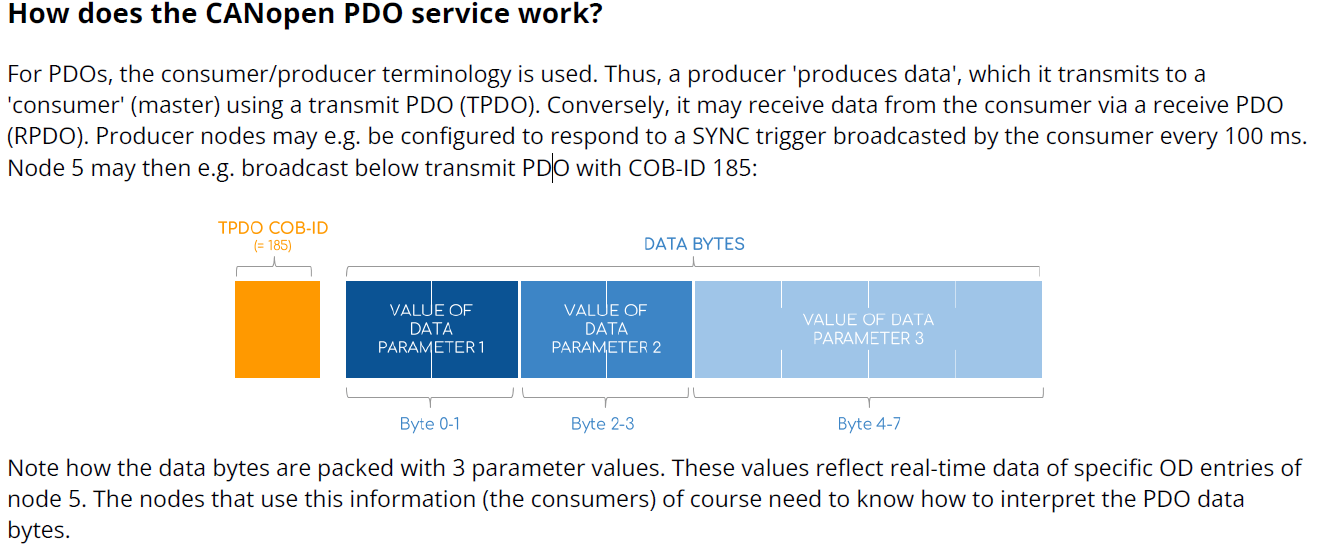 How does the CANopen PDO service work?
For PDOs, the consumer/producer terminology is used. Thus, a producer 'produces data', which it transmits to a
'consumer' (master) using a transmit PDO (TPDO). Conversely, it may receive data from the consumer via a receive PDO
(RPDO). Producer nodes may e.g. be configured to respond to a SYNC trigger broadcasted by the consumer every 100 ms.
Node 5 may then e.g. broadcast below transmit PDO with COB-ID 185:
TPDO COB-ID
(= 185)
DATA BYTES
VALUE OF
DATA
PARAMETER 1
VALUE OF
DATA
PARAMETER 2
VALUE OF DATA
PARAMETER 3
Byte 0-1
Byte 2-3
Byte 4-7
Note how the data bytes are packed with 3 parameter values. These values reflect real-time data of specific OD entries of
node 5. The nodes that use this information (the consumers) of course need to know how to interpret the PDO data
bytes.